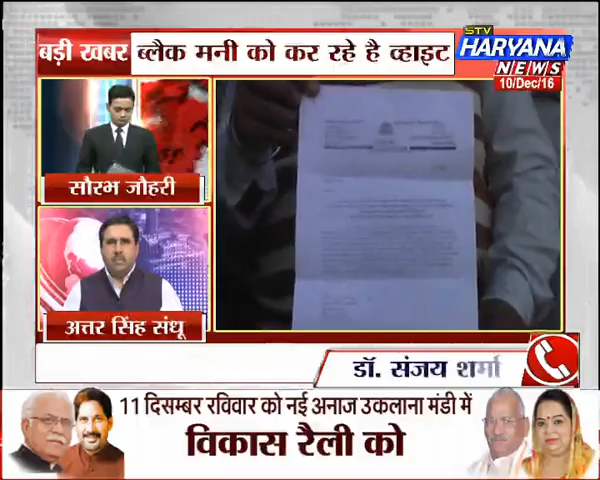 बड़ी खबर
ब्लैक मनी को कर रहे है व्हाइट
STV
HARYANA
NEWS
10/Dec/16
सौरभ जौहरी
अत्तर सिंह संधू
डॉ. संजय शर्मा
11 दिसम्बर रविवार को नई अनाज उकलाना मंडी में
विकास रैली को